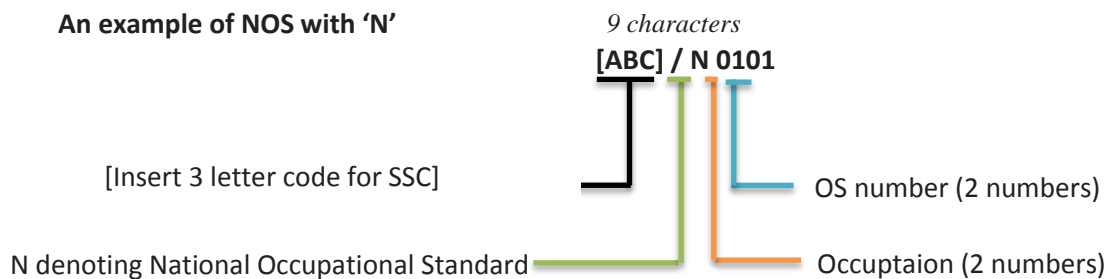 An example of NOS with ‘N’
9 characters
[ABC] / N 0101
[Insert 3 letter code for SSC]
OS number (2 numbers)
N denoting National Occupational Standard
Occuptaion (2 numbers)